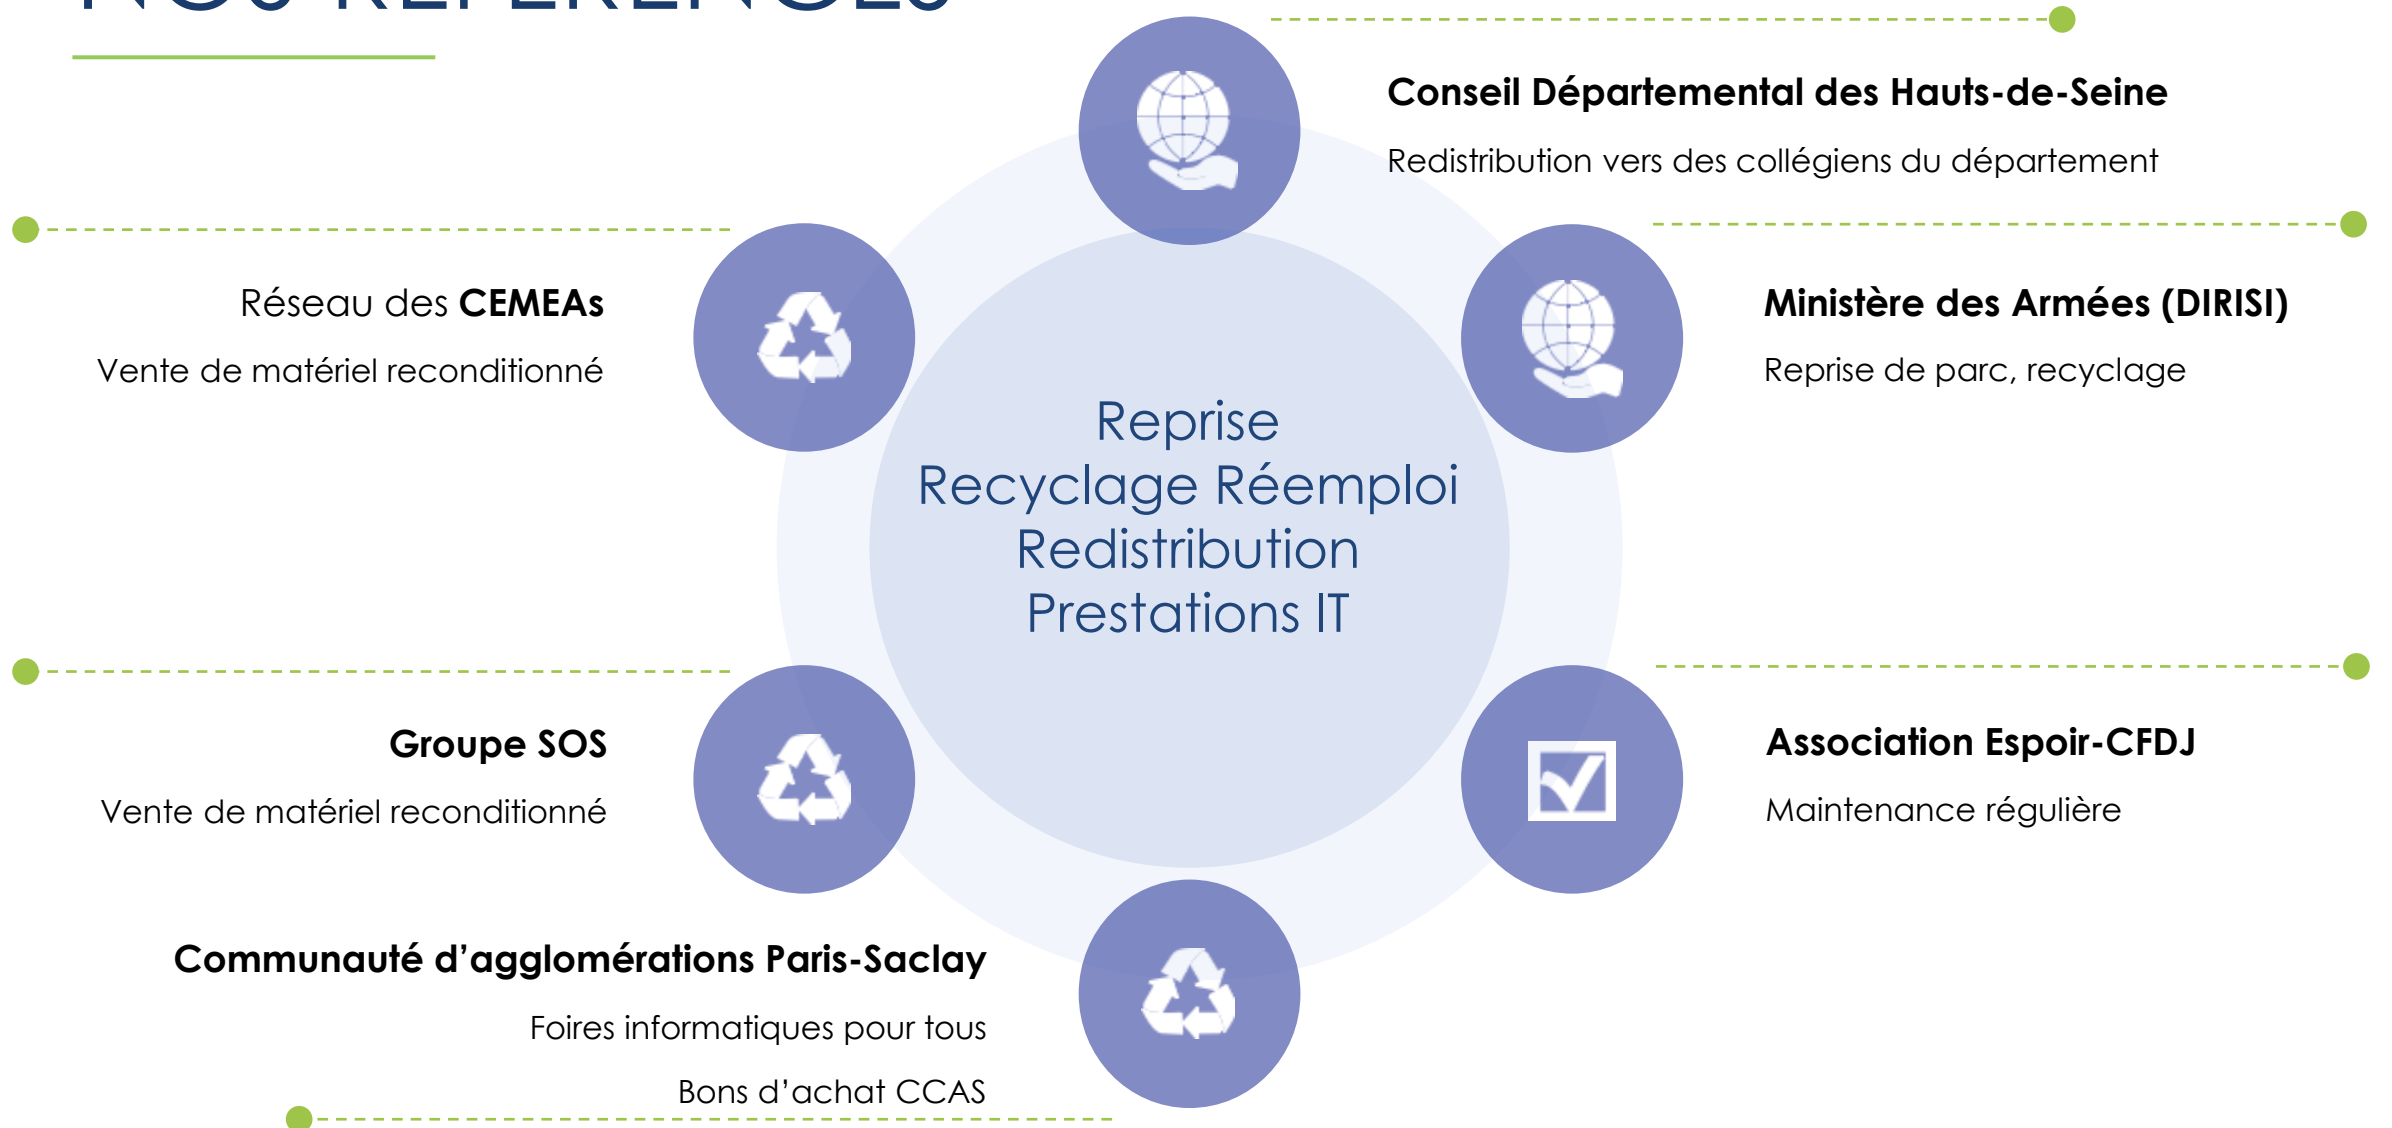 NOS RÉFÉRENCES
Conseil Départemental des Hauts-de-Seine
Redistribution vers des collégiens du département
Réseau des CEMEAs
Vente de matériel reconditionné
Ministère des Armées (DIRISI)
Reprise de parc, recyclage
Reprise
Recyclage Réemploi
Redistribution
Prestations IT
Groupe SOS
Vente de matériel reconditionné
Association Espoir-CFDJ
Maintenance régulière
Communauté d’agglomérations Paris-Saclay
Foires informatiques pour tous
Bons d’achat CCAS